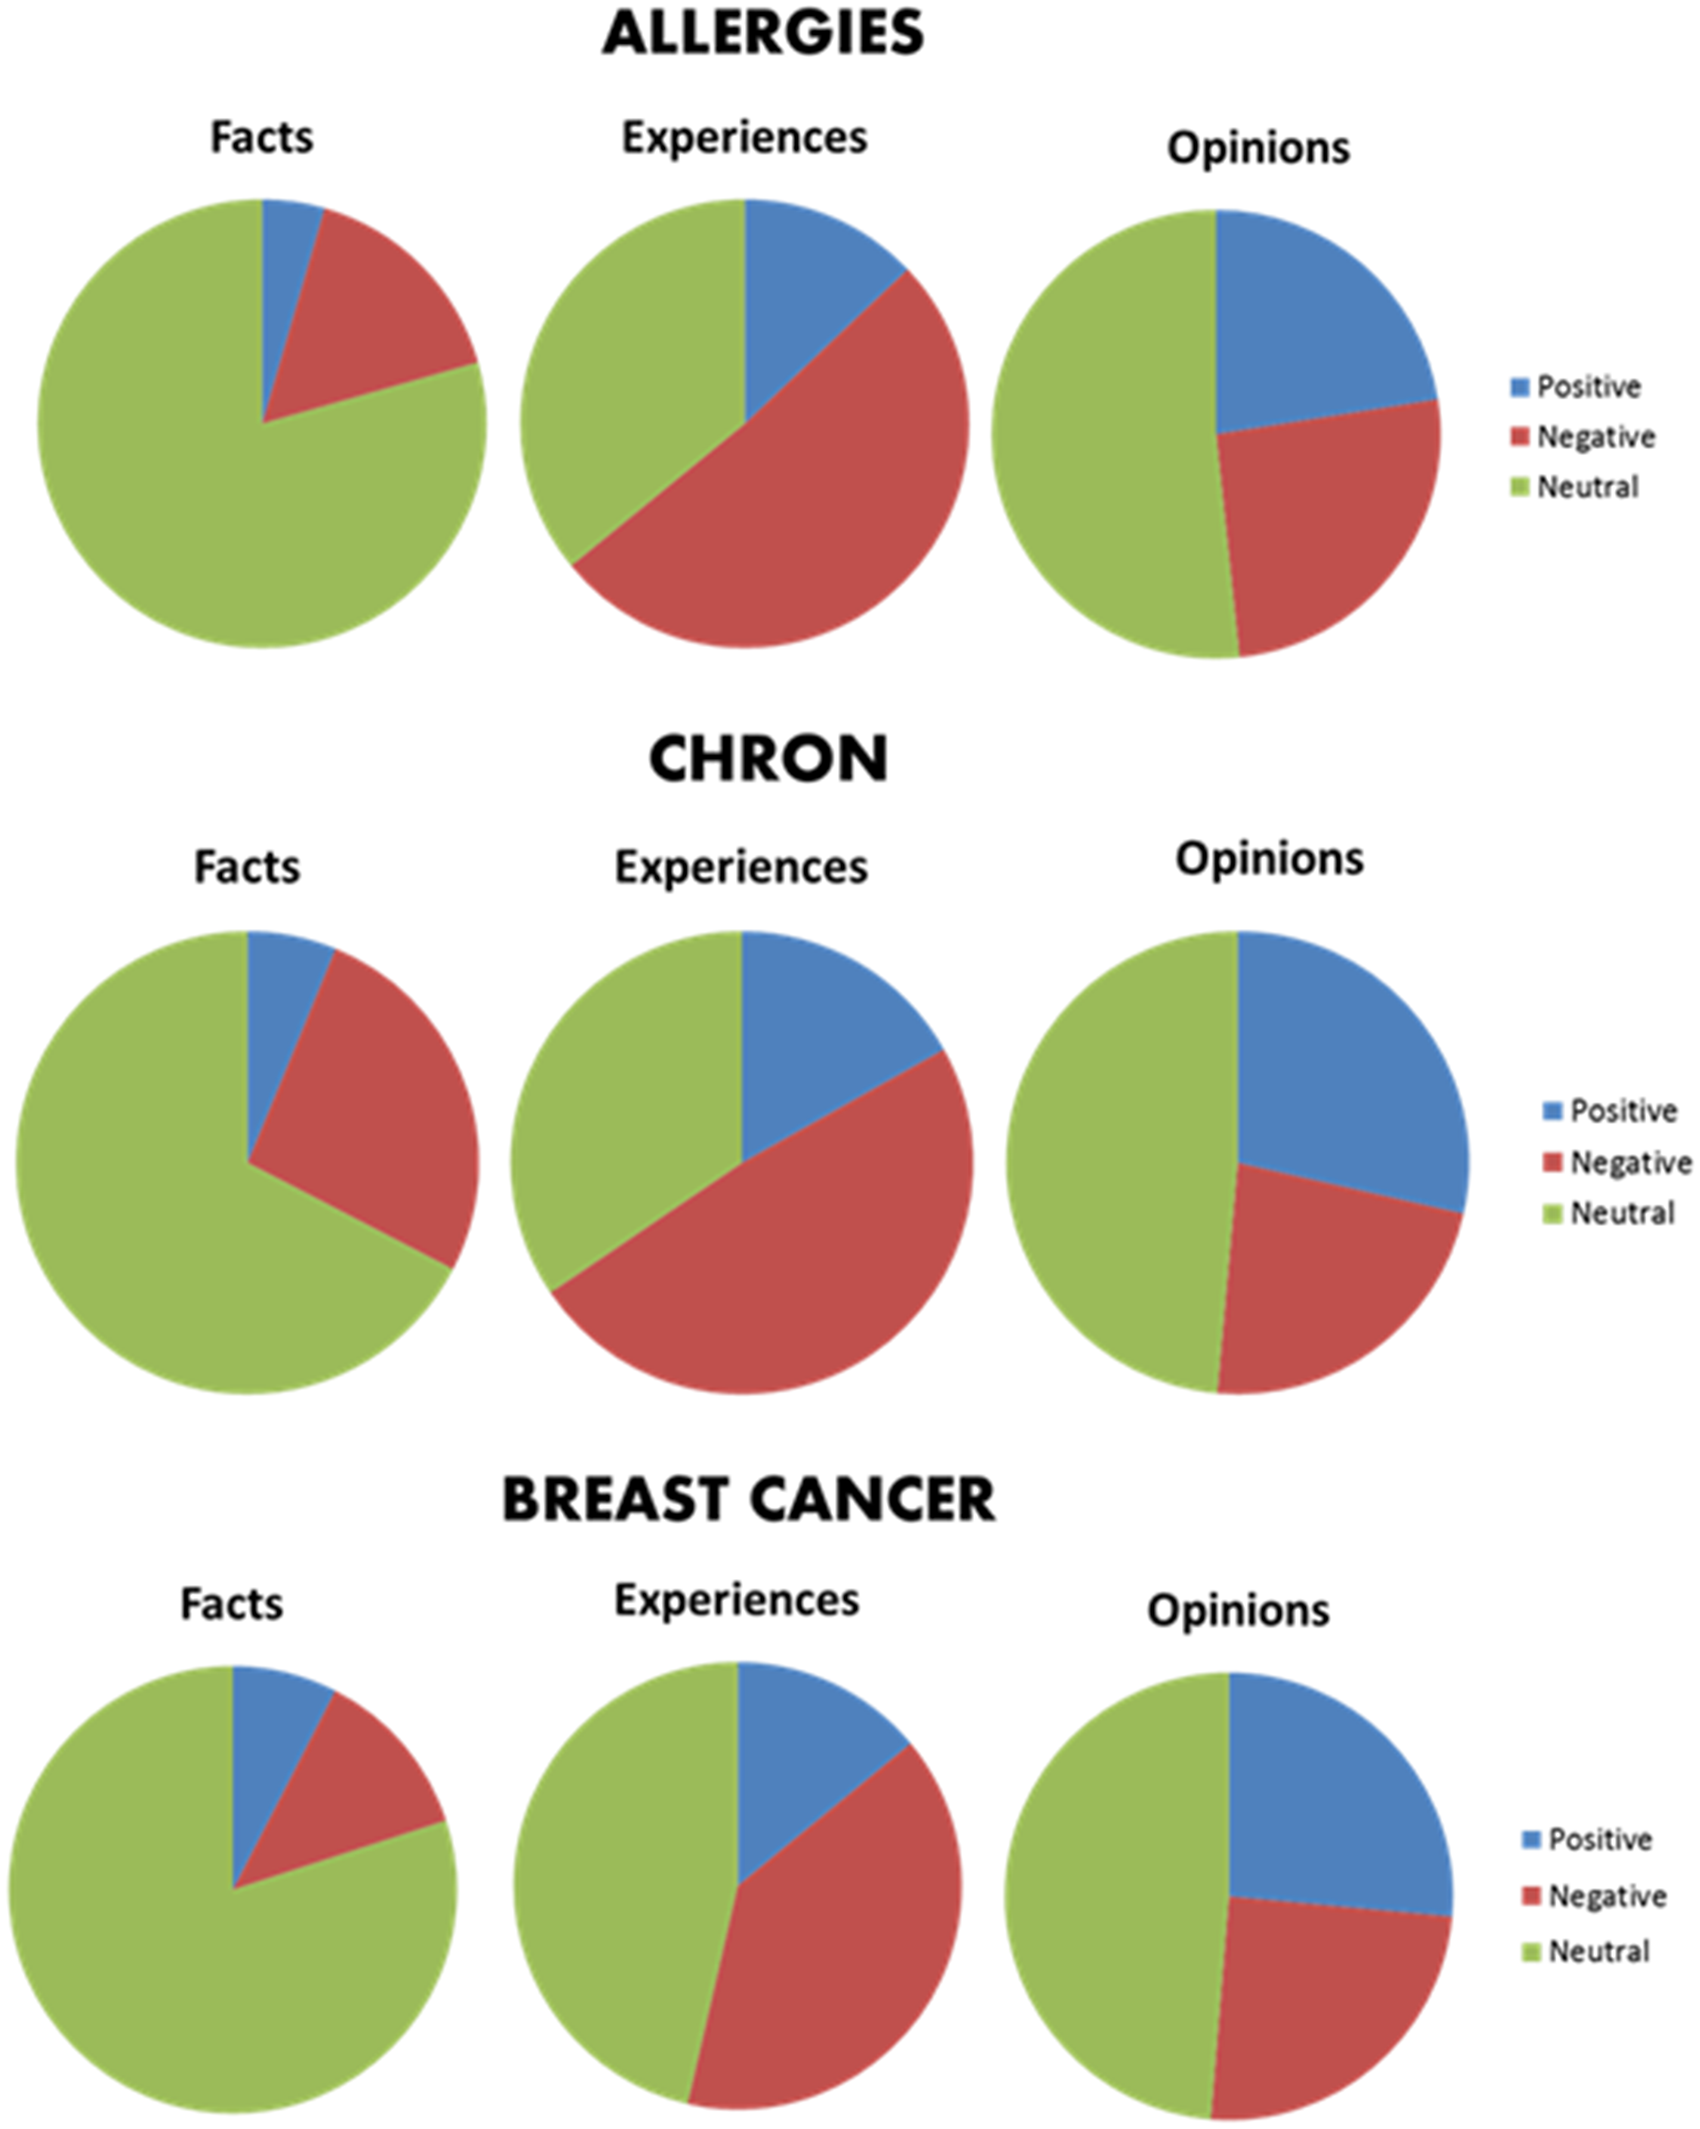 ALLERGIES
Facts
Experiences
Opinions
Positive
Negative
Neutral
CHRON
Facts
Experiences
Opinions
Positive
Negative
Neutral
BREAST CANCER
Facts
Experiences
Opinions
Positive
Negative
Neutral